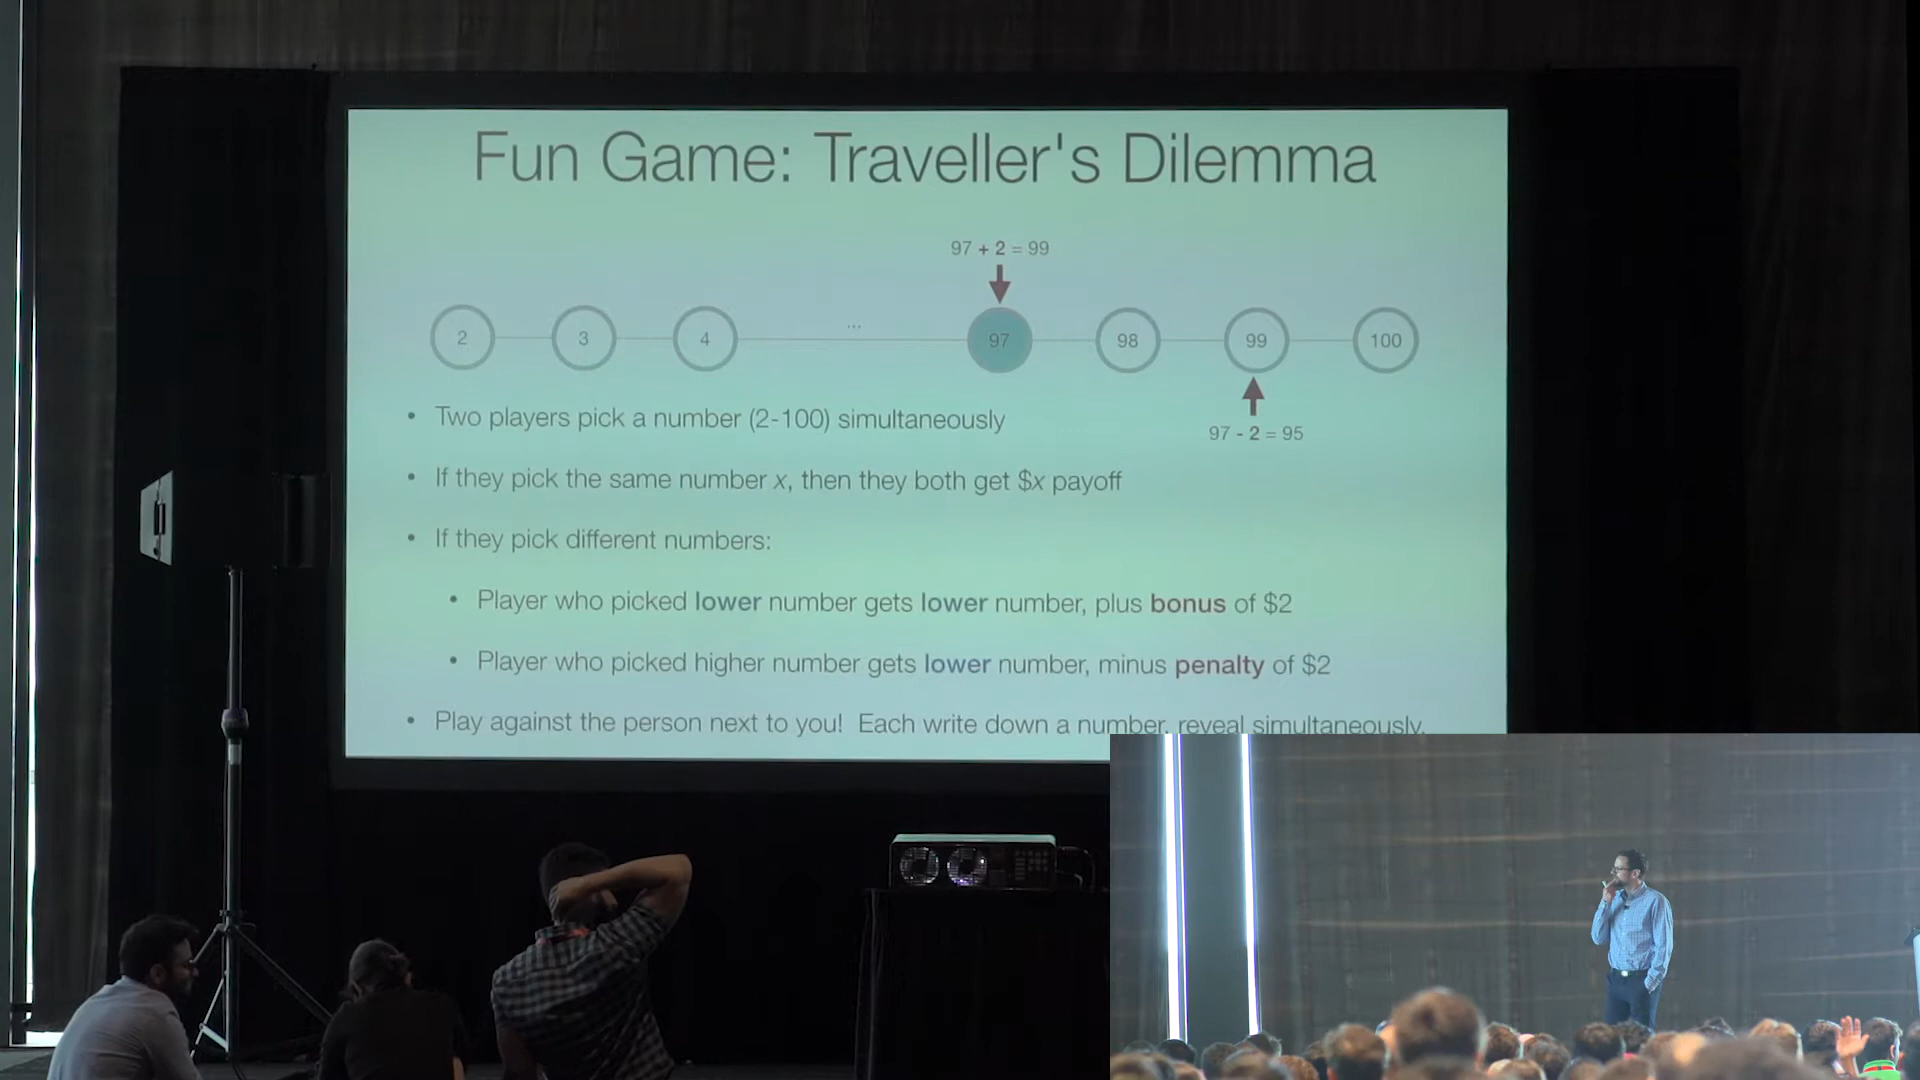 Fun Game: Traveller's Dilemma
97 + 2 = 99
2 3 4 ... 97 98 99 100
97 - 2 = 95
• Two players pick a number (2-100) simultaneously
• If they pick the same number x, then they both get $x payoff
• If they pick different numbers:
• Player who picked lower number gets lower number, plus bonus of $2
• Player who picked higher number gets lower number, minus penalty of $2
• Play against the person next to you! Each write down a number, reveal simultaneously.